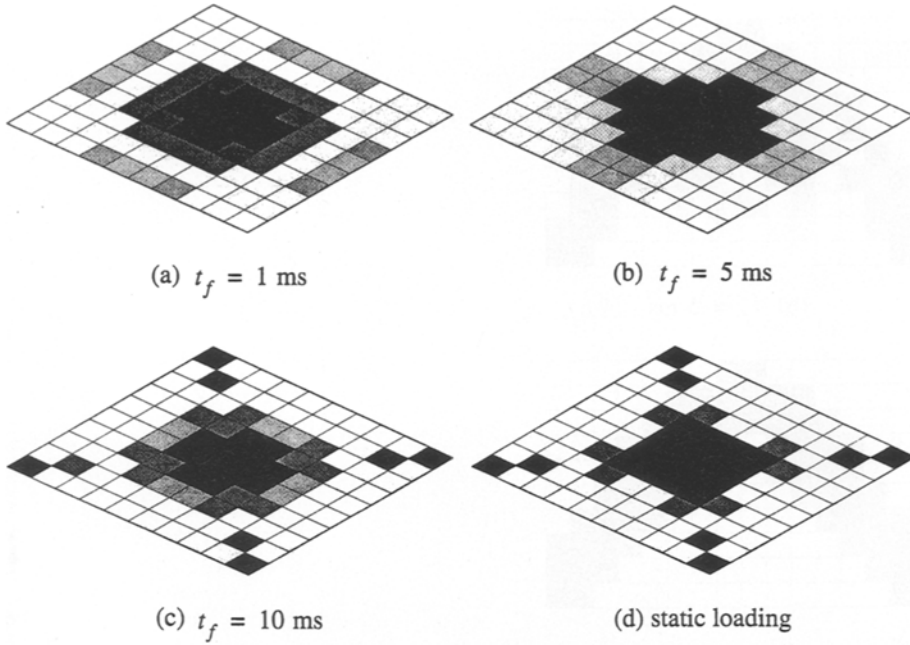 (a) t_f = 1 ms
(b) t_f = 5 ms
(c) t_f = 10 ms
(d) static loading